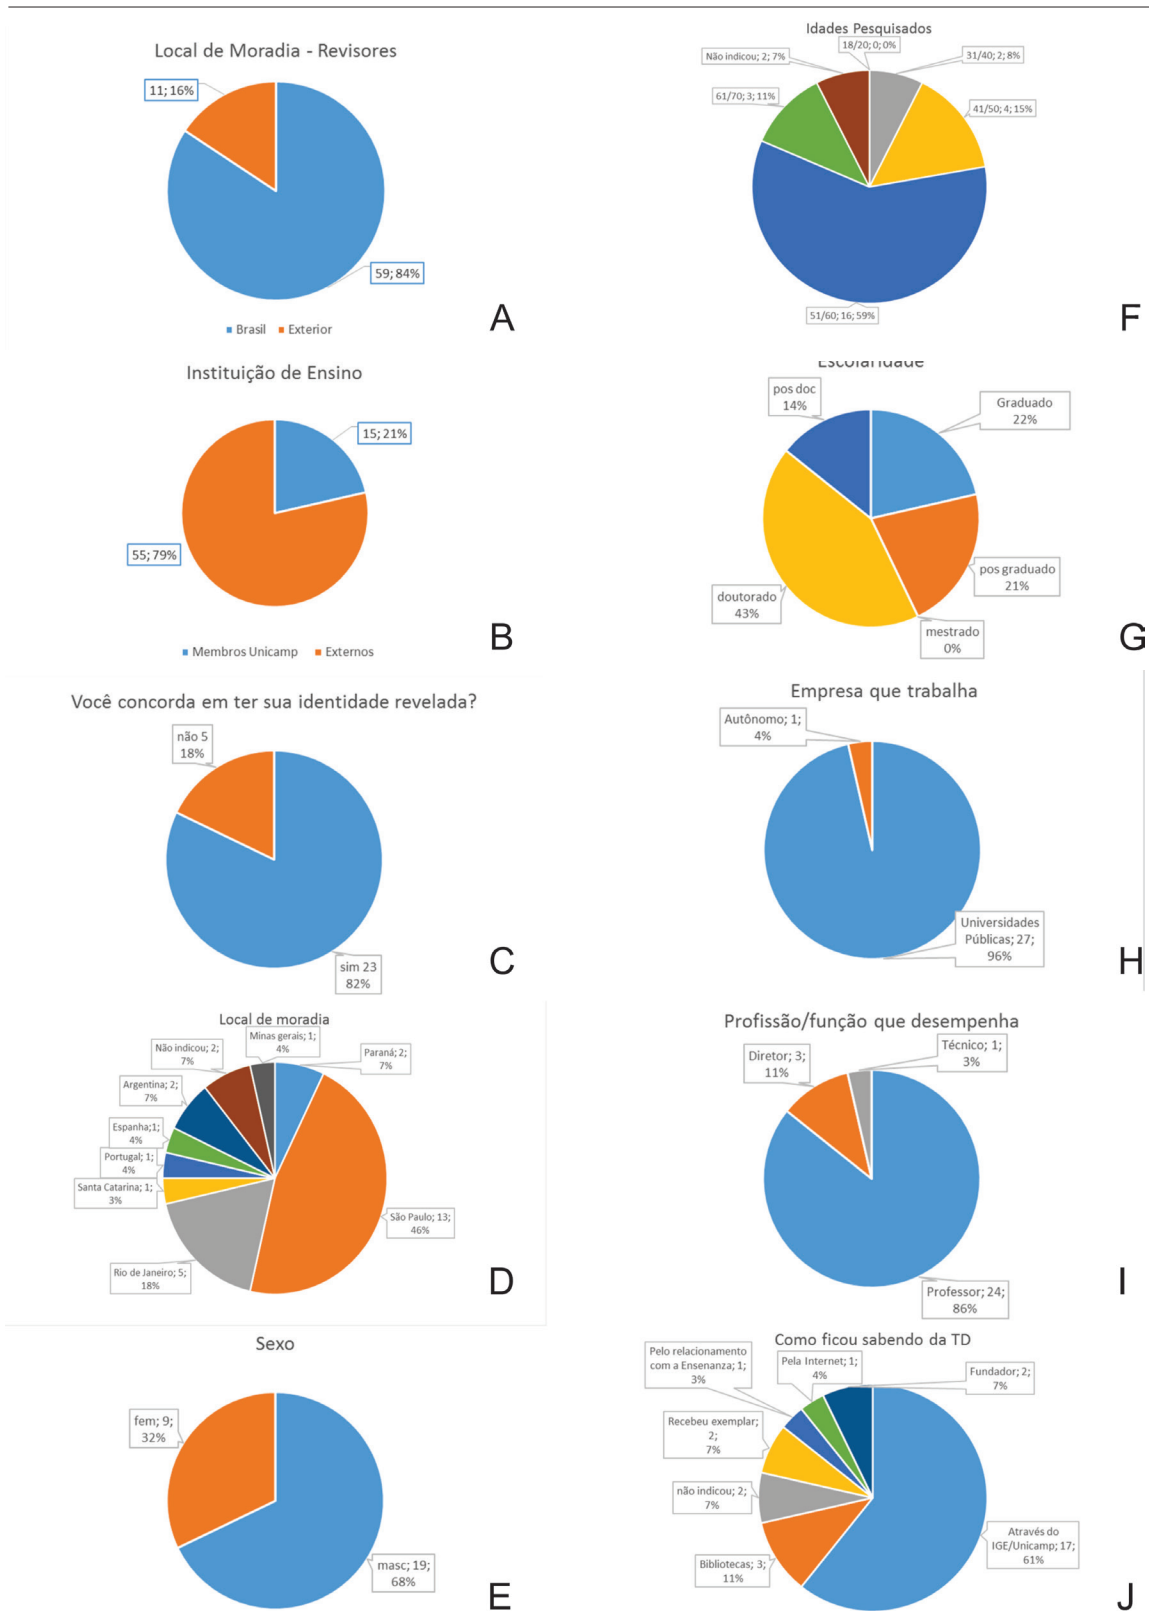 Local de Moradia - Revisores
11; 16%
59; 84%
Brasil Exterior
A
Instituição de Ensino
15; 21%
55; 79%
Membros Unicamp Externos
B
Você concorda em ter sua identidade revelada?
não 5
18%
sim 23
82%
C
Local de moradia
Minas gerais; 1;
4%
Não indicou; 2;
7%
Paraná; 2;
7%
Argentina; 2;
7%
Espanha;1;
4%
Portugal; 1;
4%
Santa Catarina; 1;
3%
São Paulo; 13;
46%
Rio de Janeiro; 5;
18%
D
Sexo
fem; 9;
32%
masc; 19;
68%
E
Idades Pesquisados
18/20; 0; 0%
Não indicou; 2; 7%
31/40; 2; 8%
61/70; 3; 11%
41/50; 4; 15%
51/60; 16; 59%
F
Escolaridade
pos doc
14%
Graduado
22%
pos graduado
21%
doutorado
43%
mestrado
0%
G
Empresa que trabalha
Autônomo; 1;
4%
Universidades
Públicas; 27;
96%
H
Profissão/função que desempenha
Diretor; 3;
11%
Técnico; 1;
3%
Professor; 24;
86%
I
Como ficou sabendo da TD
Pelo relacionamento
com a Ensenanza; 1;
3%
Pela Internet; 1;
4%
Fundador; 2;
7%
Recebeu exemplar;
2;
7%
não indicou; 2;
7%
Bibliotecas; 3;
11%
Através do
IGE/Unicamp; 17;
61%
J